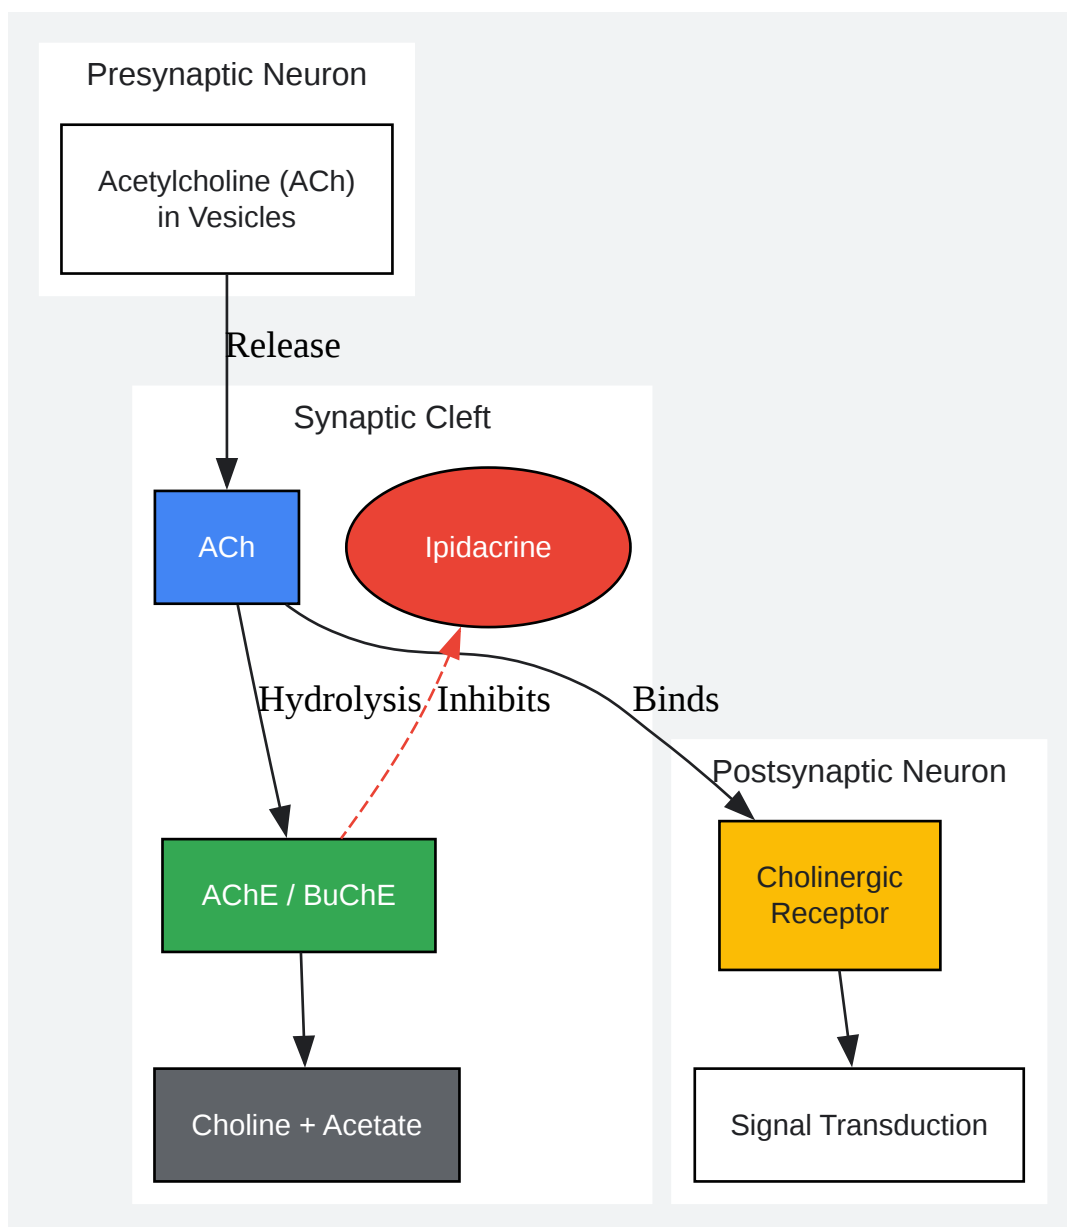 Presynaptic Neuron
Acetylcholine (ACh)
in Vesicles
Release
Synaptic Cleft
ACh
Ipidacrine
Hydrolysis
Inhibits
Binds
Postsynaptic Neuron
AChE / BuChE
Cholinergic
Receptor
Choline + Acetate
Signal Transduction